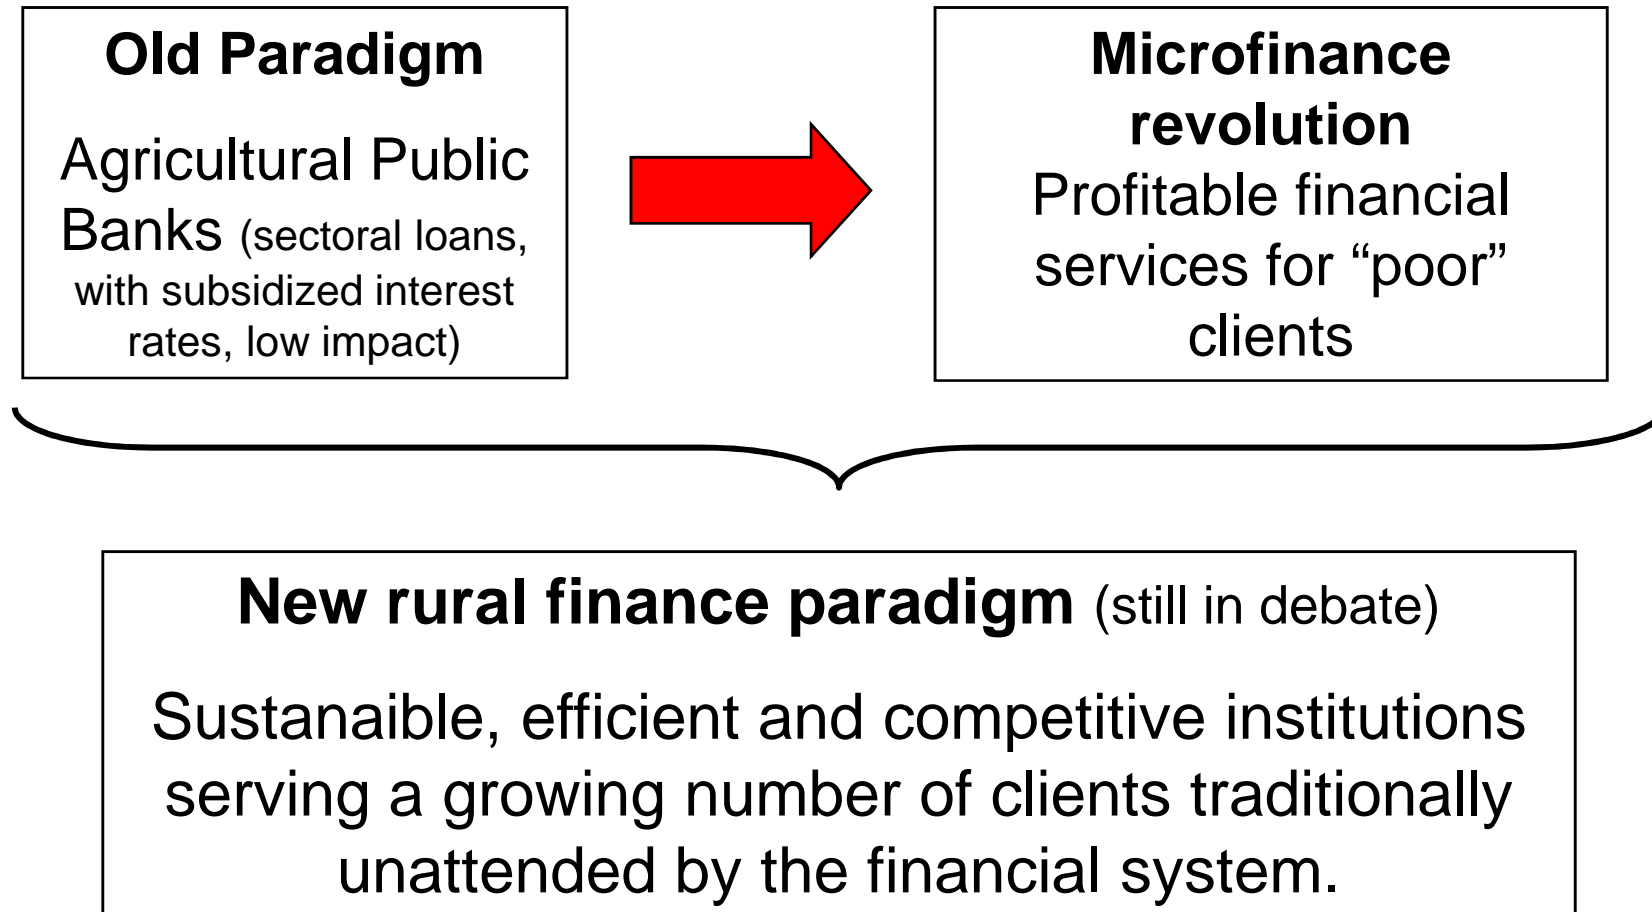 Old Paradigm
Agricultural Public
Banks (sectoral loans,
with subsidized interest
rates, low impact)
Microfinance
revolution
Profitable financial
services for “poor”
clients
New rural finance paradigm (still in debate)
Sustanaible, efficient and competitive institutions
serving a growing number of clients traditionally
unattended by the financial system.